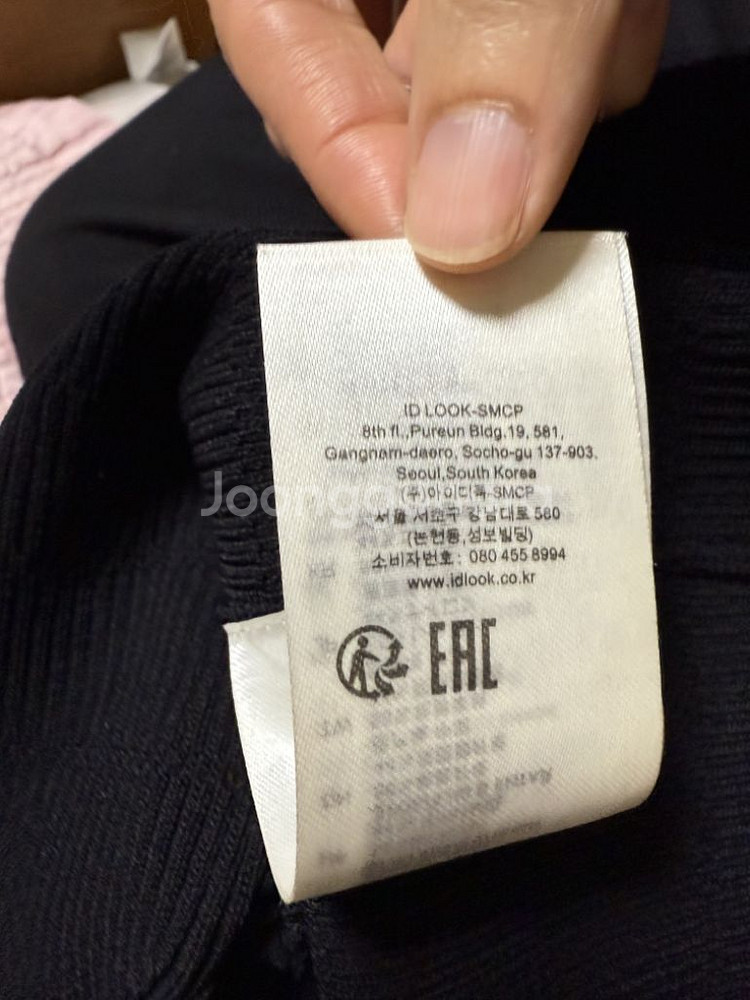 ID LOOK-SMCP
8th fl.,Pureun Bldg.19, 581,
Gangnam-daero, Socho-gu 137-903.
Seoul,South Korea
(주)아이디룩-SMCP
서울 서초구 강남대로 580
(논현동,성보빌딩)
소비자번호: 080 455 8994
www.idlook.co.kr
EAC